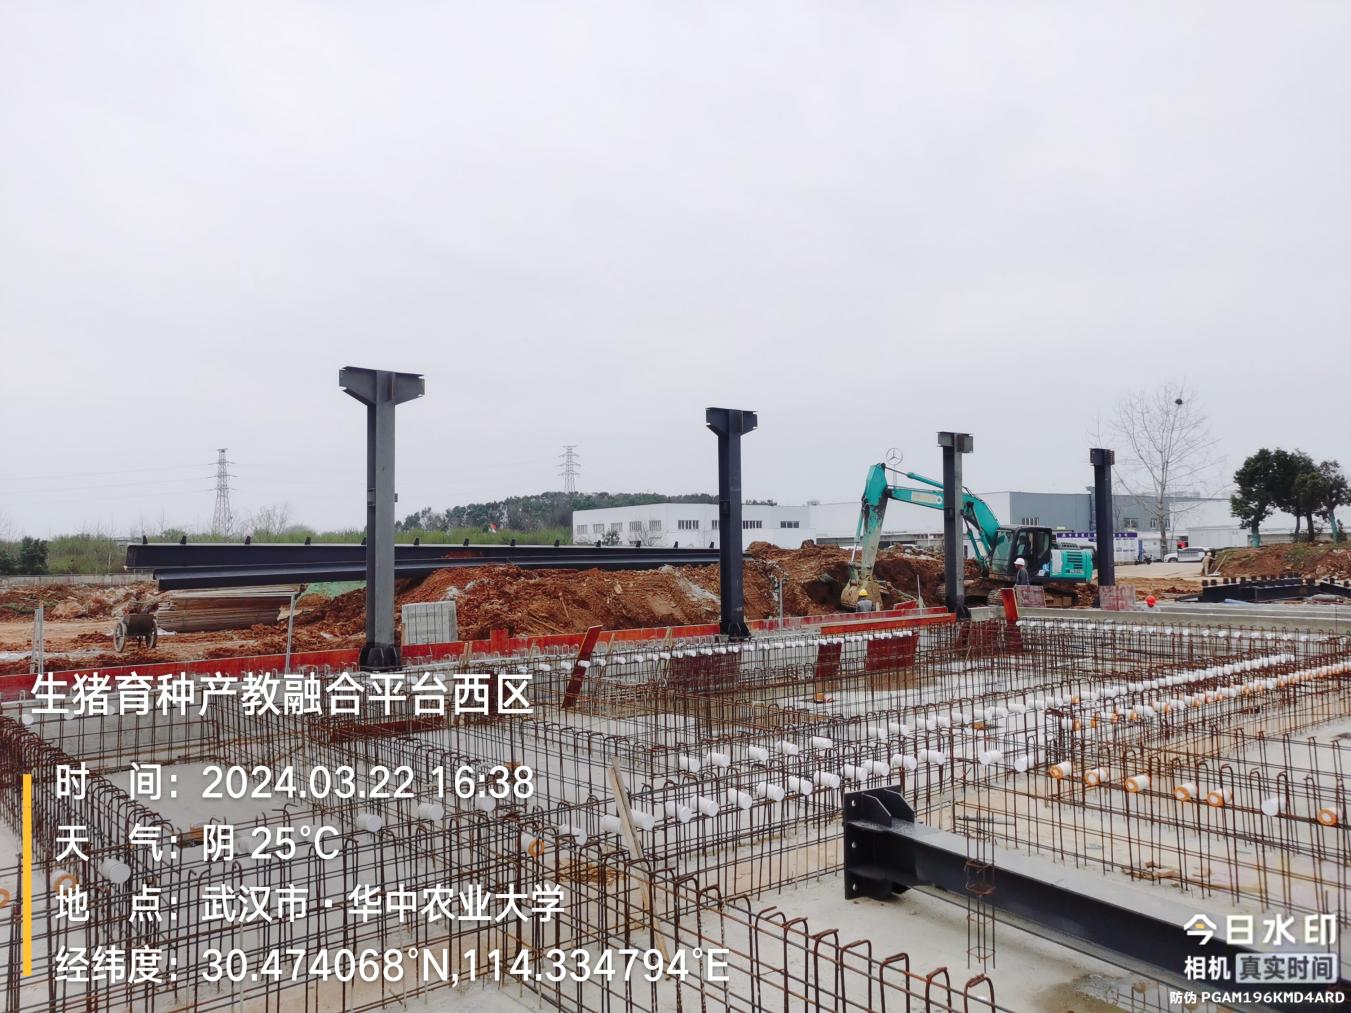 生猪育种产教融合平台西区
时 间：2024.03.22 16:38
天 气：阴 25℃
地 点：武汉市·华中农业大学
经纬度：30.474068°N,114.334794°E
今日水印
相机 真实时间
防伪 PGAM196KMD4ARD